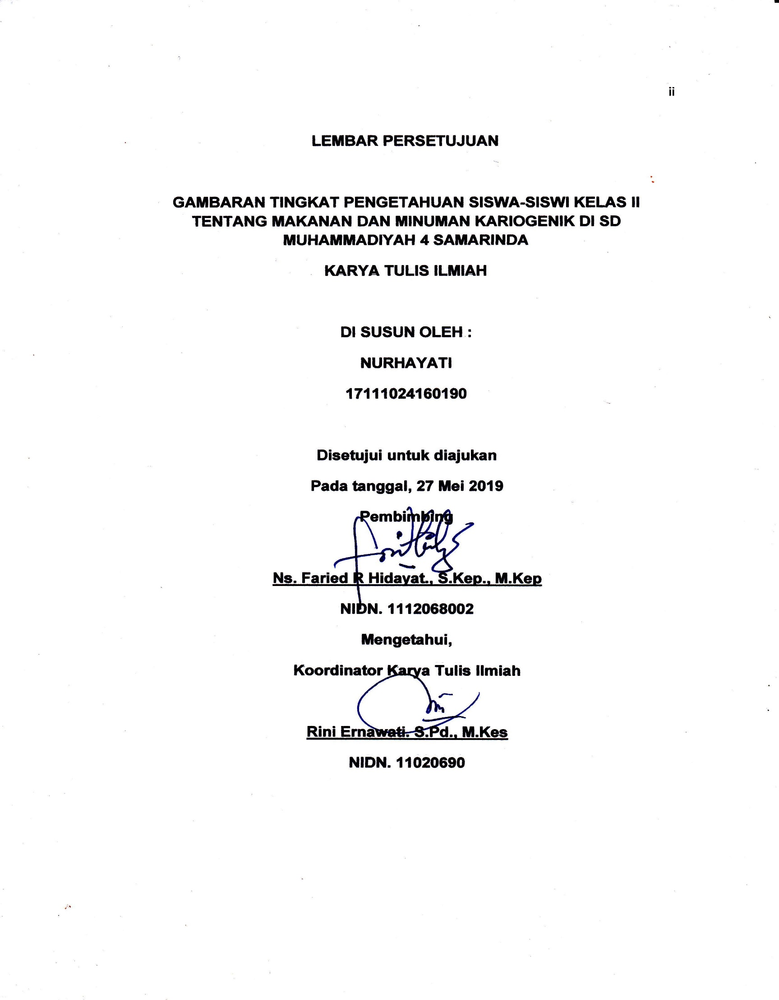 ii
LEMBAR PERSETUJUAN
GAMBARAN TINGKAT PENGETAHUAN SISWA-SISWI KELAS II
TENTANG MAKANAN DAN MINUMAN KARIOGENIK DI SD
MUHAMMADIYAH 4 SAMARINDA
KARYA TULIS ILMIAH
DI SUSUN OLEH :
NURHAYATI
17111024160190
Disetujui untuk diajukan
Pada tanggal, 27 Mei 2019
Pembimbing
Ns. Faried R Hidayat., S.Kep., M.Kep
NIDN. 1112068002
Mengetahui,
Koordinator Karya Tulis Ilmiah
Rini Ernawati. S.Pd., M.Kes
NIDN. 11020690